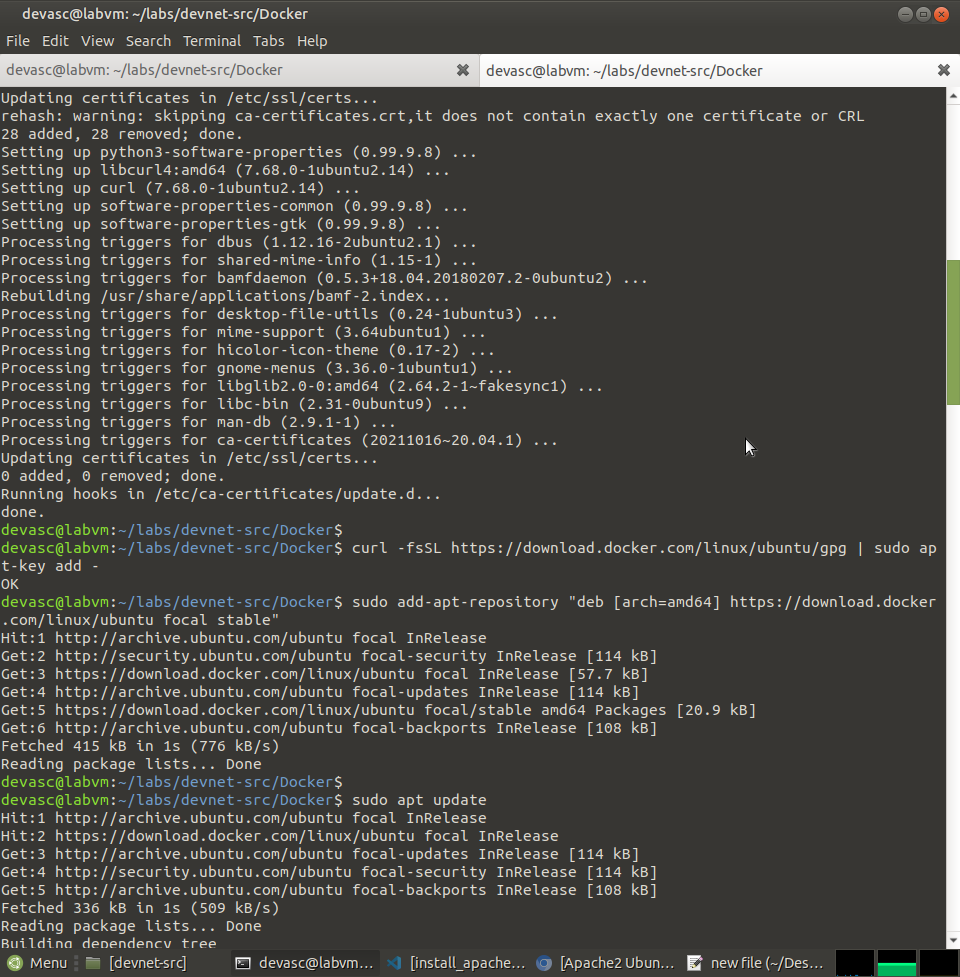 devasc@labvm: ~/labs/devnet-src/Docker
File Edit View Search Terminal Tabs Help
devasc@labvm: ~/labs/devnet-src/Docker devasc@labvm: ~/labs/devnet-src/Docker
Updating certificates in /etc/ssl/certs...
rehash: warning: skipping ca-certificates.crt,it does not contain exactly one certificate or CRL
28 added, 28 removed; done.
Setting up python3-software-properties (0.99.9.8) ...
Setting up libcurl4:amd64 (7.68.0-1ubuntu2.14) ...
Setting up curl (7.68.0-1ubuntu2.14) ...
Setting up software-properties-common (0.99.9.8) ...
Setting up software-properties-gtk (0.99.9.8) ...
Processing triggers for dbus (1.12.16-2ubuntu2.1) ...
Processing triggers for shared-mime-info (1.15-1) ...
Processing triggers for bamfdaemon (0.5.3+18.04.20180207.2-0ubuntu2) ...
Rebuilding /usr/share/applications/bamf-2.index...
Processing triggers for desktop-file-utils (0.24-1ubuntu3) ...
Processing triggers for mime-support (3.64ubuntu1) ...
Processing triggers for hicolor-icon-theme (0.17-2) ...
Processing triggers for gnome-menus (3.36.0-1ubuntu1) ...
Processing triggers for libglib2.0-0:amd64 (2.64.2-1~fakesync1) ...
Processing triggers for libc-bin (2.31-0ubuntu9) ...
Processing triggers for man-db (2.9.1-1) ...
Processing triggers for ca-certificates (20211016~20.04.1) ...
Updating certificates in /etc/ssl/certs...
0 added, 0 removed; done.
Running hooks in /etc/ca-certificates/update.d...
done.
devasc@labvm:~/labs/devnet-src/Docker$
devasc@labvm:~/labs/devnet-src/Docker$ curl -fsSL https://download.docker.com/linux/ubuntu/gpg | sudo ap
t-key add -
OK
devasc@labvm:~/labs/devnet-src/Docker$ sudo add-apt-repository "deb [arch=amd64] https://download.docker
.com/linux/ubuntu focal stable"
Hit:1 http://archive.ubuntu.com/ubuntu focal InRelease
Get:2 http://security.ubuntu.com/ubuntu focal-security InRelease [114 kB]
Get:3 https://download.docker.com/linux/ubuntu focal InRelease [57.7 kB]
Get:4 http://archive.ubuntu.com/ubuntu focal-updates InRelease [114 kB]
Get:5 https://download.docker.com/linux/ubuntu focal/stable amd64 Packages [20.9 kB]
Get:6 http://archive.ubuntu.com/ubuntu focal-backports InRelease [108 kB]
Fetched 415 kB in 1s (776 kB/s)
Reading package lists... Done
devasc@labvm:~/labs/devnet-src/Docker$
devasc@labvm:~/labs/devnet-src/Docker$ sudo apt update
Hit:1 http://archive.ubuntu.com/ubuntu focal InRelease
Hit:2 https://download.docker.com/linux/ubuntu focal InRelease
Get:3 http://archive.ubuntu.com/ubuntu focal-updates InRelease [114 kB]
Get:4 http://security.ubuntu.com/ubuntu focal-security InRelease [114 kB]
Get:5 http://archive.ubuntu.com/ubuntu focal-backports InRelease [108 kB]
Fetched 336 kB in 1s (509 kB/s)
Reading package lists... Done
Building dependency tree
Menu [devnet-src] devasc@labvm:... [install_apache... [Apache2 Ubun... new file (~/Des...